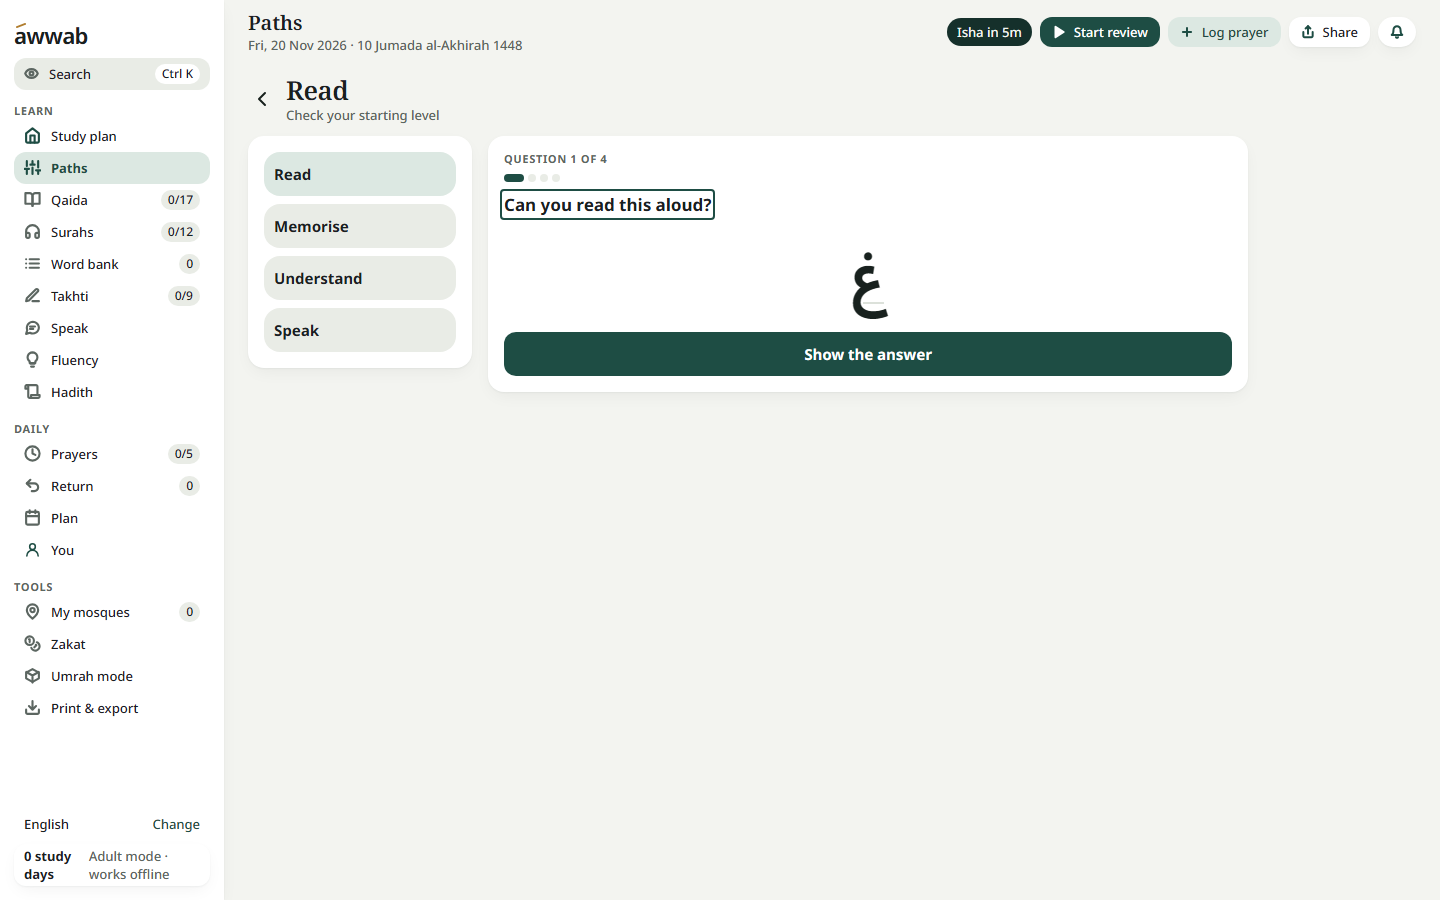 awwab
Search
Ctrl K
LEARN
Study plan
Paths
Qaida
0/17
Surahs
0/12
Word bank
0
Takhti
0/9
Speak
Fluency
Hadith
DAILY
Prayers
0/5
Return
0
Plan
You
TOOLS
My mosques
0
Zakat
Umrah mode
Print & export
English
Change
0 study
days
Adult mode ·
works offline
Paths
Fri, 20 Nov 2026 · 10 Jumada al-Akhirah 1448
Isha in 5m
Start review
Log prayer
Share
Read
Check your starting level
Read
Memorise
Understand
Speak
QUESTION 1 OF 4
Can you read this aloud?
غ
Show the answer